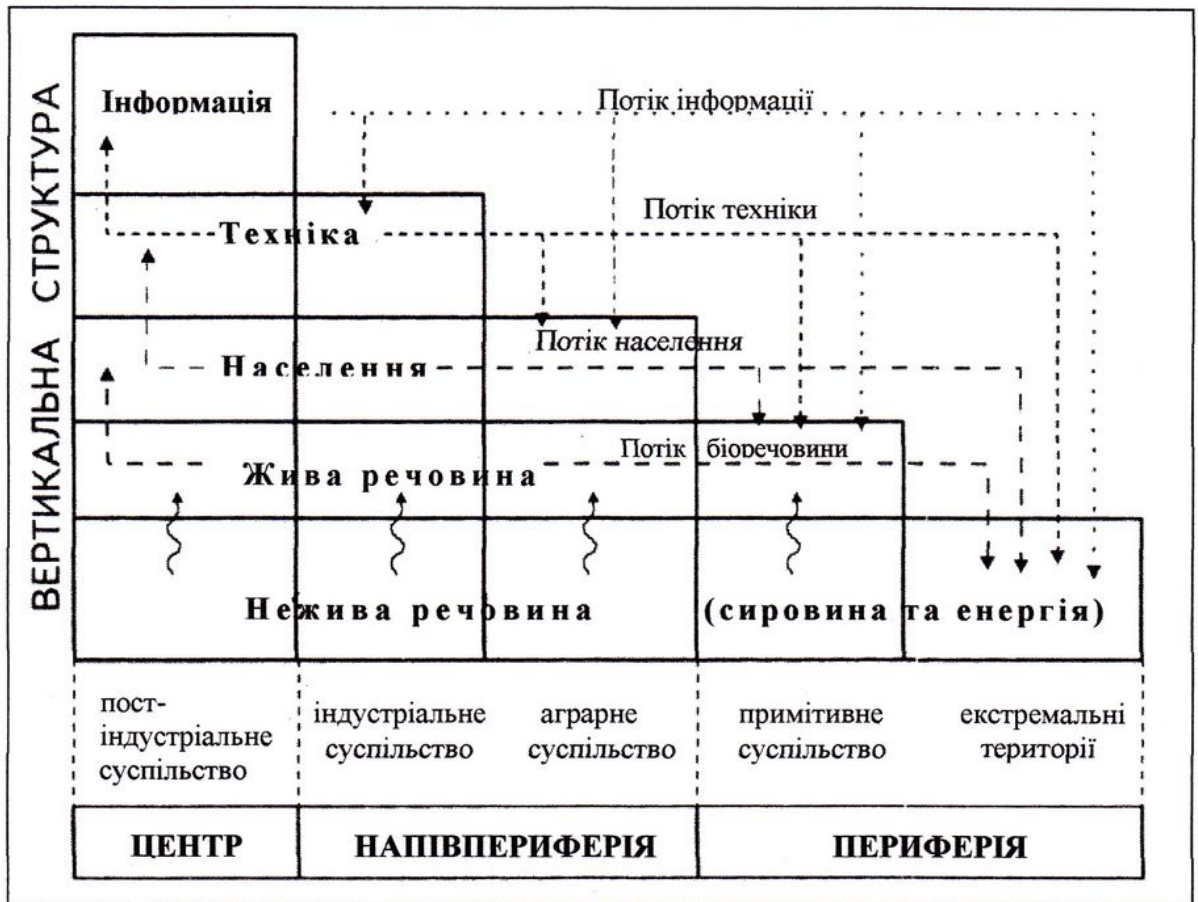 ВЕРТИКАЛЬНА СТРУКТУРА
Інформація
Потік інформації
Потік техніки
Техніка
Потік населення
Населення
Потік біоречовини
Жива речовина
Нежива речовина (сировина та енергія)
пост-
індустріальне
суспільство
індустріальне
суспільство
аграрне
суспільство
примітивне
суспільство
екстремальні
території
ЦЕНТР
НАПІВПЕРИФЕРІЯ
ПЕРИФЕРІЯ